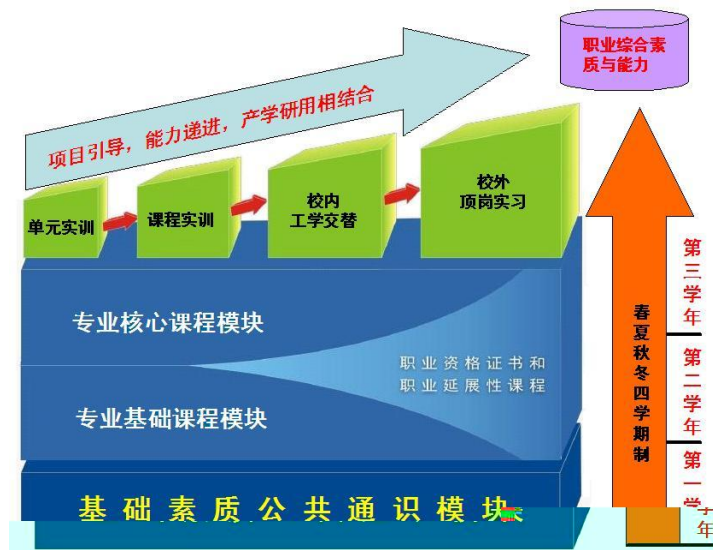 职业综合素
质与能力
项目引导，能力递进，产学研用相结合
单元实训
课程实训
校内
工学交替
校外
顶岗实习
专业核心课程模块
职业资格证书和
职业延展性课程
专业基础课程模块
基础素质公共通识模块
春夏秋冬四学期制
第三学年
第二学年
第一学年